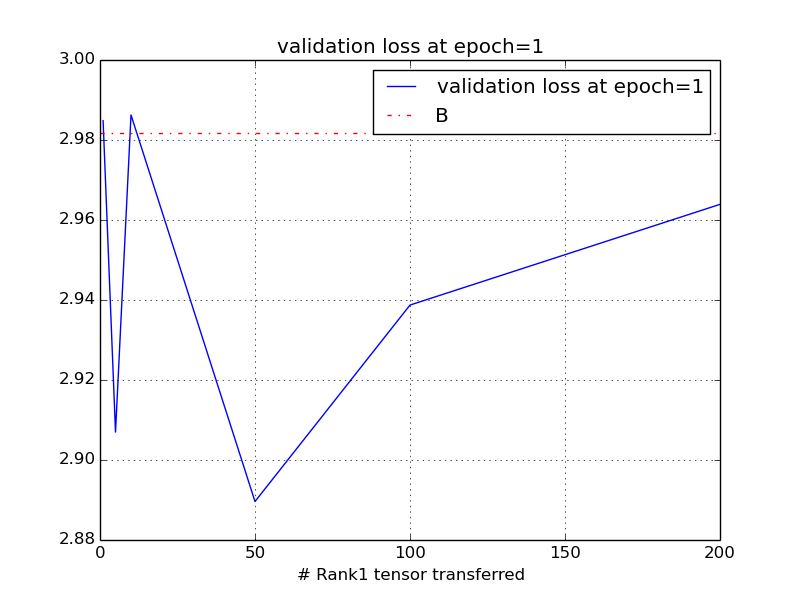 validation loss at epoch=1
3.00
2.98
2.96
2.94
2.92
2.90
2.88
validation loss at epoch=1
B
0 50 100 150 200
# Rank1 tensor transferred